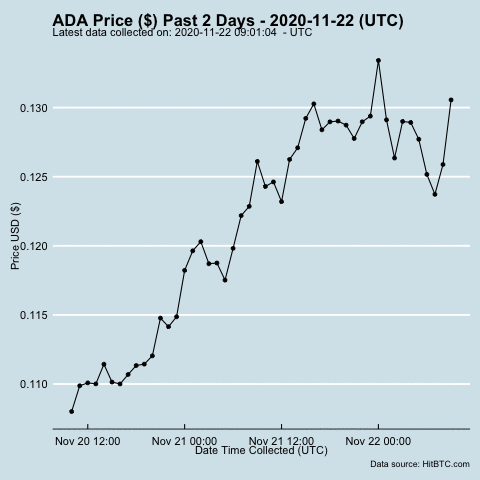 ADA Price ($) Past 2 Days - 2020-11-22 (UTC)
Latest data collected on: 2020-11-22 09:01:04 - UTC
Price USD ($)
0.130
0.125
0.120
0.115
0.110
Nov 20 12:00 Nov 21 00:00 Nov 21 12:00 Nov 22 00:00
Date Time Collected (UTC)
Data source: HitBTC.com